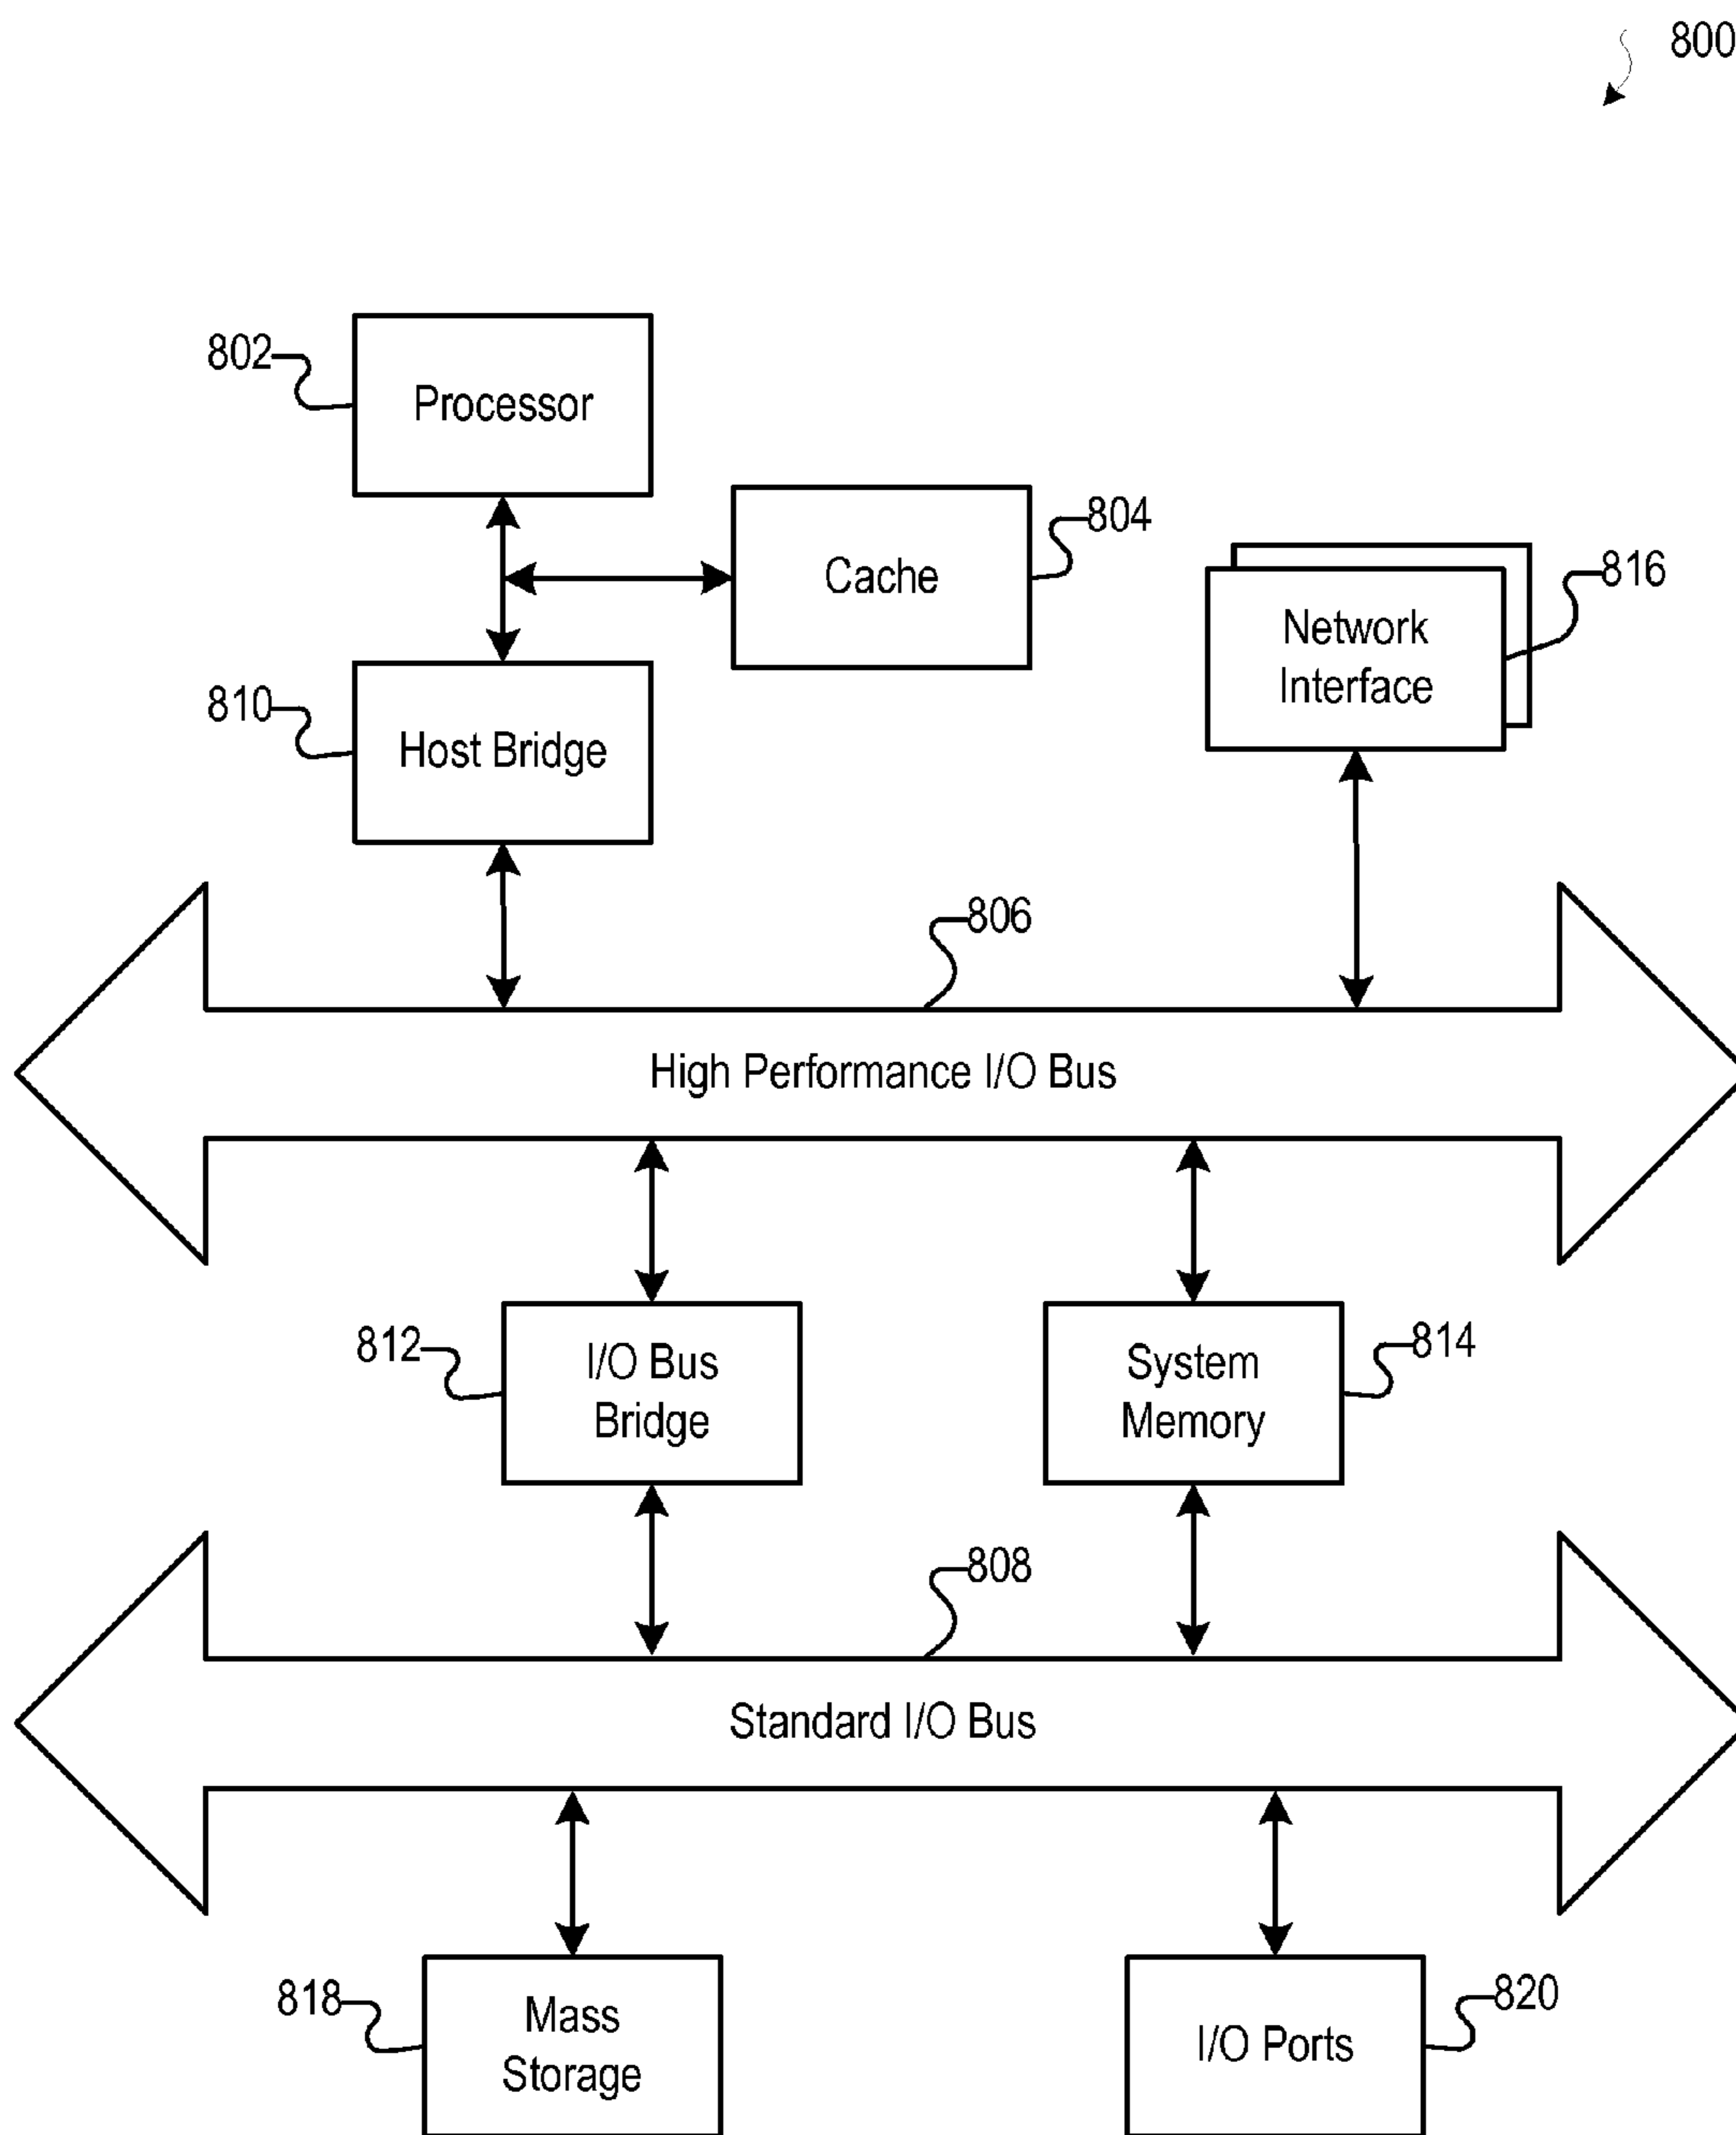 800
802
Processor
Cache
804
Network
Interface
816
810
Host Bridge
806
High Performance I/O Bus
812
I/O Bus
Bridge
System
Memory
814
808
Standard I/O Bus
818
Mass
Storage
I/O Ports
820